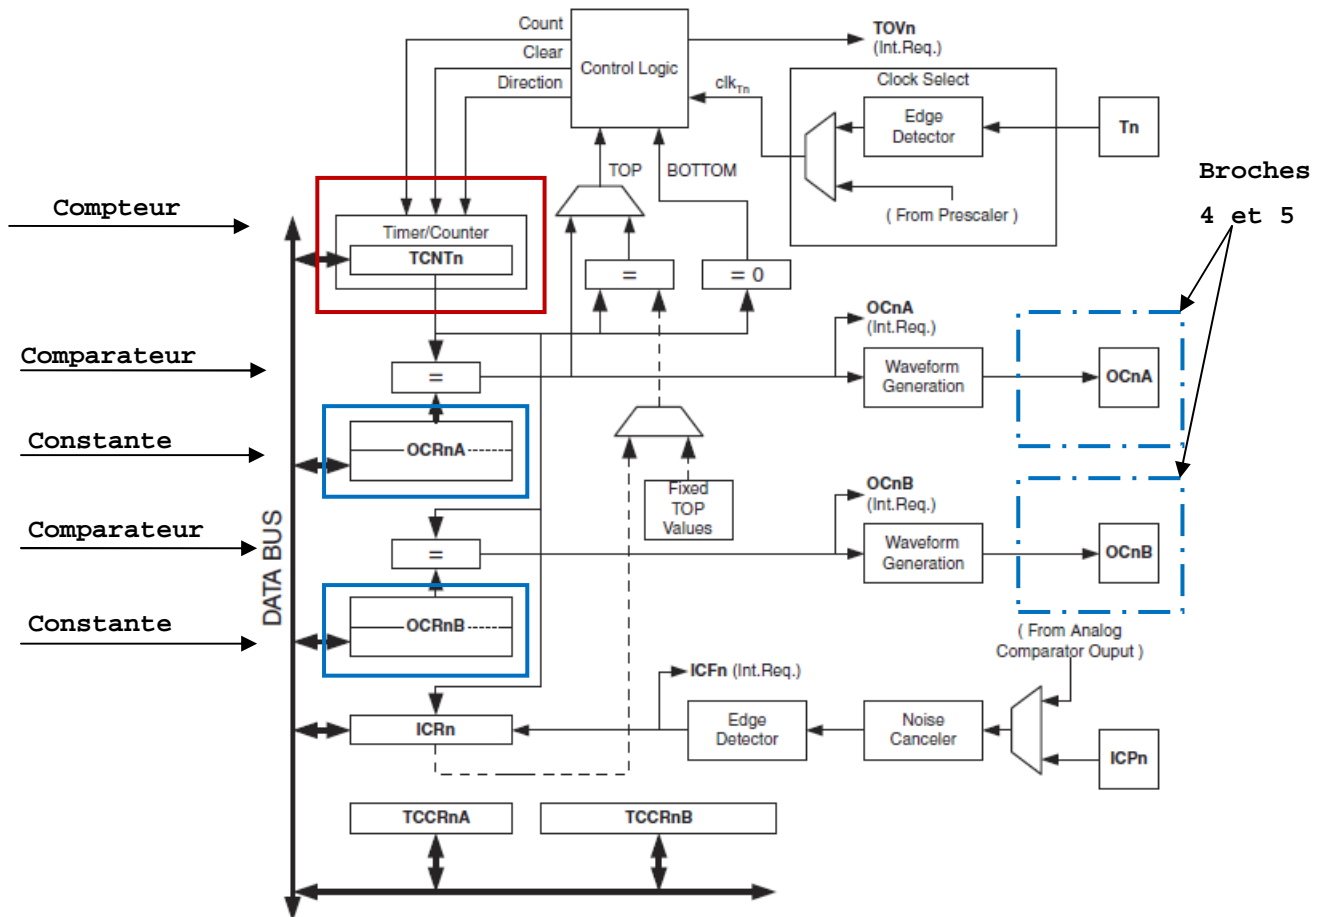 Count
Clear
Direction
Control Logic
TOVn
(Int.Req.)
clkTn
Clock Select
Edge
Detector
Tn
( From Prescaler )
TOP
BOTTOM
Broches
4 et 5
Compteur
Timer/Counter
TCNTn
=
= 0
OCnA
(Int.Req.)
Comparateur
=
Waveform
Generation
OCnA
Constante
OCRnA
Fixed
TOP
Values
OCnB
(Int.Req.)
Comparateur
=
Waveform
Generation
OCnB
DATA BUS
Constante
OCRnB
( From Analog
Comparator Ouput )
ICFn (Int.Req.)
ICRn
Edge
Detector
Noise
Canceler
ICPn
TCCRnA
TCCRnB